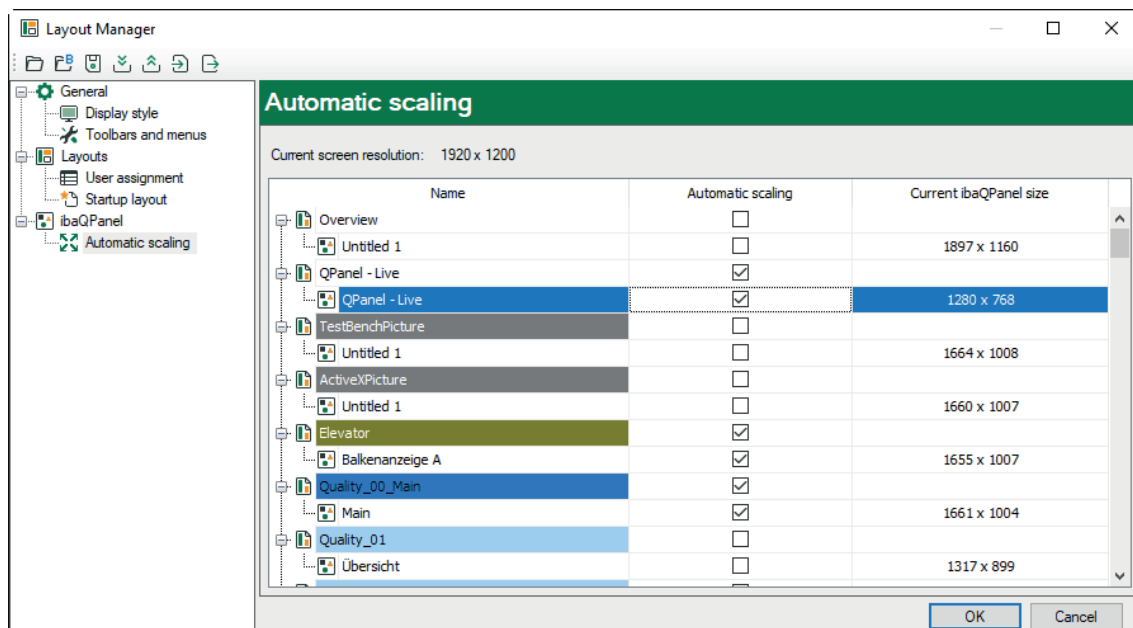 Layout Manager
General
Display style
Toolbars and menus
Layouts
User assignment
Startup layout
ibaQPanel
Automatic scaling
Automatic scaling
Current screen resolution: 1920 x 1200
Name Automatic scaling Current ibaQPanel size
Overview
Untitled 1 1897 x 1160
QPanel - Live
QPanel - Live 1280 x 768
TestBenchPicture
Untitled 1 1664 x 1008
ActiveXPicture
Untitled 1 1660 x 1007
Elevator
Balkenanzeige A 1655 x 1007
Quality_00_Main
Main 1661 x 1004
Quality_01
Übersicht 1317 x 899
OK Cancel